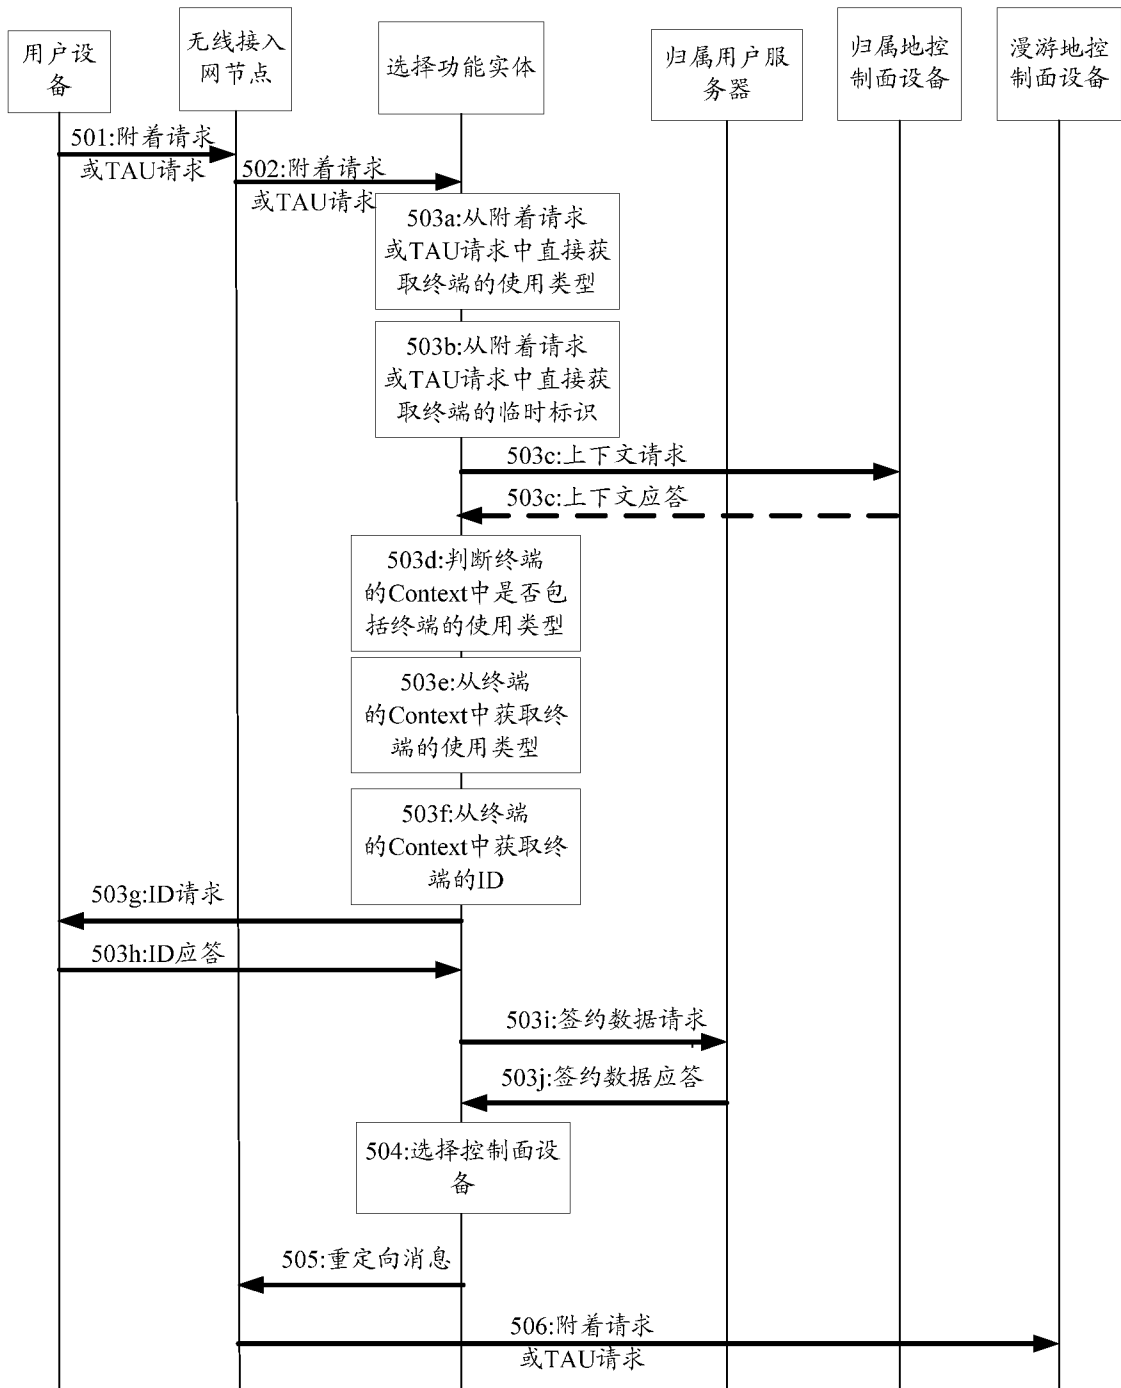 用户设
备
无线接入
网节点
选择功能实体
归属用户服
务器
归属地控
制面设备
漫游地控
制面设备
501:附着请求
或TAU请求
502:附着请求
或TAU请求
503a:从附着请求
或TAU请求中直接获
取终端的使用类型
503b:从附着请求
或TAU请求中直接获
取终端的临时标识
503c:上下文请求
503c:上下文应答
503d:判断终端
的Context中是否包
括终端的使用类型
503e:从终端
的Context中获取终
端的使用类型
503f:从终端
的Context中获取终
端的ID
503g:ID请求
503h:ID应答
503i:签约数据请求
503j:签约数据应答
504:选择控制面设
备
505:重定向消息
506:附着请求
或TAU请求